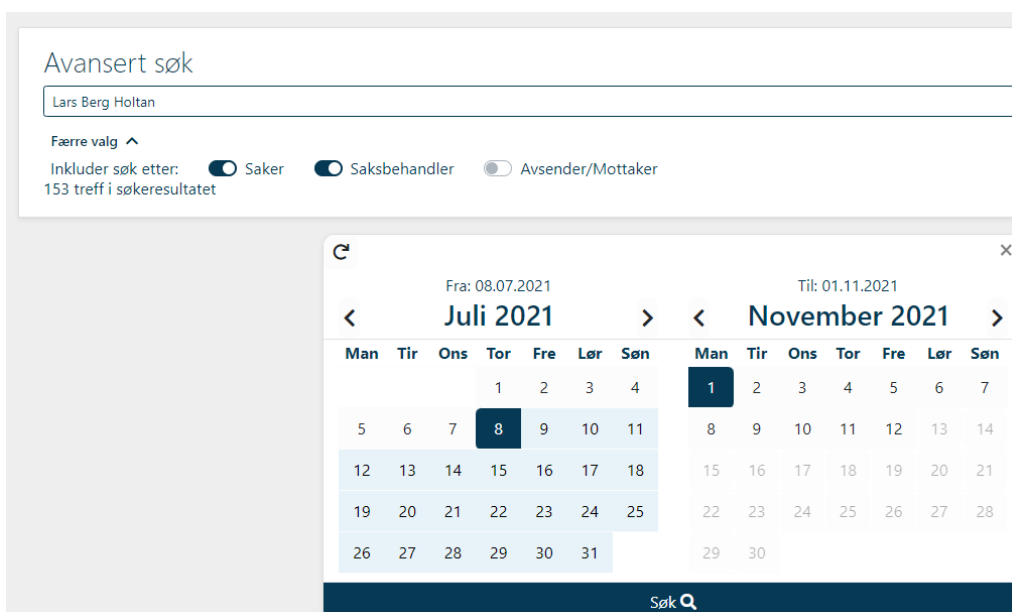 Avansert søk
Lars Berg Holtan
Færre valg
Inkluder søk etter: Saker Saksbehandler Avsender/Mottaker
153 treff i søkeresultatet
Fra: 08.07.2021
Juli 2021
Man Tir Ons Tor Fre Lør Søn
1 2 3 4
5 6 7 8 9 10 11
12 13 14 15 16 17 18
19 20 21 22 23 24 25
26 27 28 29 30 31
Til: 01.11.2021
November 2021
Man Tir Ons Tor Fre Lør Søn
1 2 3 4 5 6 7
8 9 10 11 12 13 14
15 16 17 18 19 20 21
22 23 24 25 26 27 28
29 30
Søk